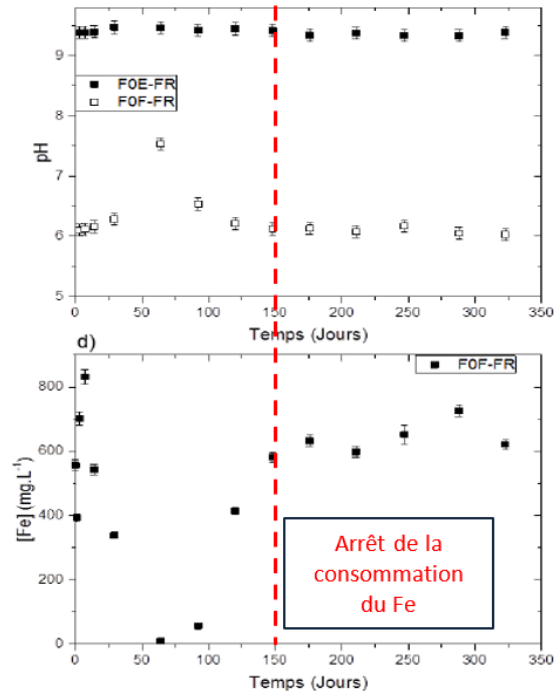 9
8
7
6
5
pH
F0E-FR
F0F-FR
0 50 100 150 200 250 300 350
Temps (Jours)
d)
800
600
400
200
0
[Fe] (mg.L⁻¹)
F0F-FR
Arrêt de la
consommation
du Fe
0 50 100 150 200 250 300 350
Temps (Jours)